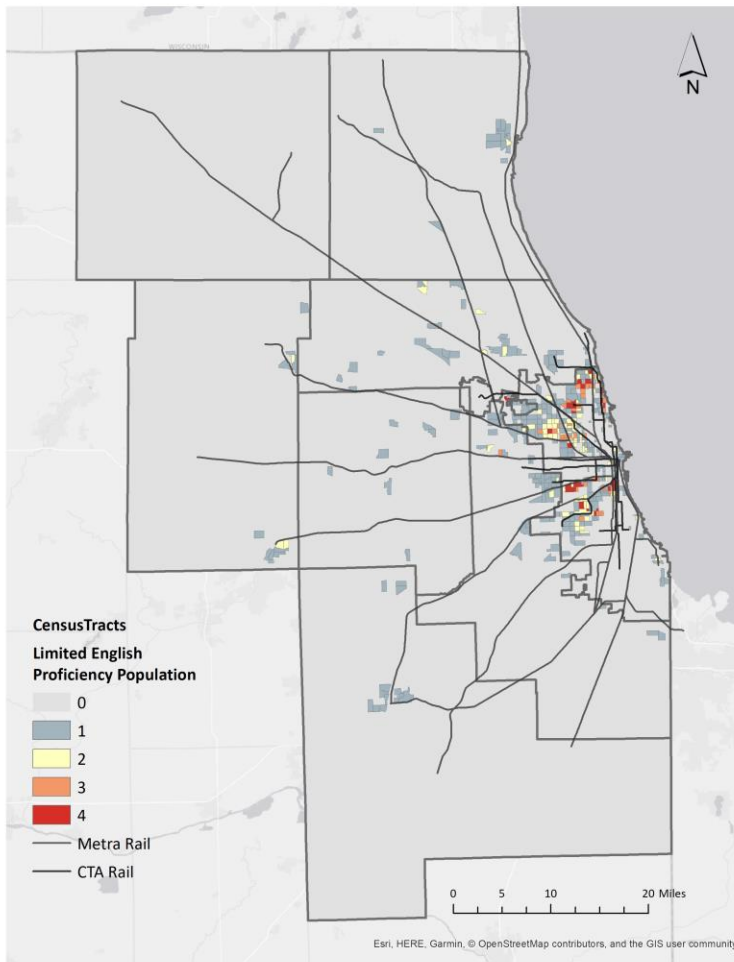 WISCONSIN
N
CensusTracts
Limited English
Proficiency Population
0
1
2
3
4
Metra Rail
CTA Rail
0 5 10 20 Miles
Esri, HERE, Garmin, © OpenStreetMap contributors, and the GIS user community